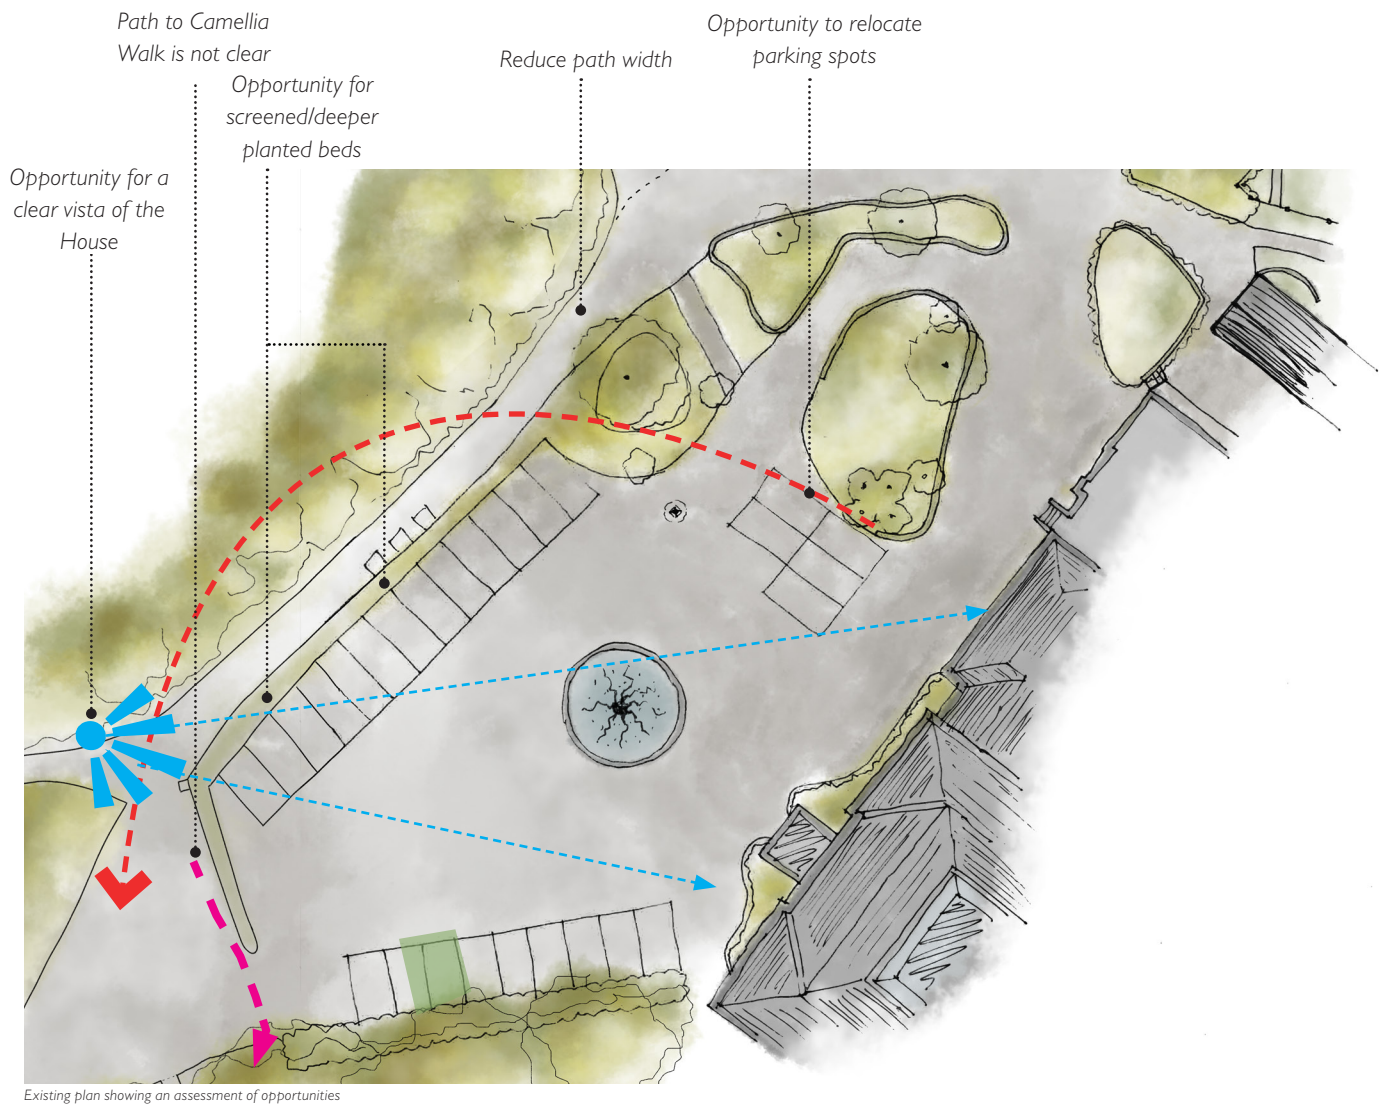 Path to Camellia
Walk is not clear
Opportunity for
screened/deeper
planted beds
Opportunity for a
clear vista of the
House
Reduce path width
Opportunity to relocate
parking spots
Existing plan showing an assessment of opportunities